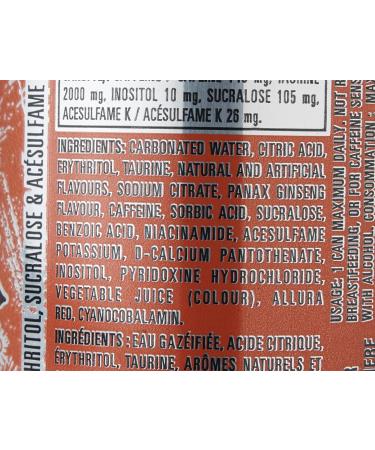 2000 mg, INOSITOL 10 mg, SUCRALOSE 105 mg,
ACESULFAME K / ACÉSULFAME K 26 mg.
INGREDIENTS: CARBONATED WATER, CITRIC ACID,
ERYTHRITOL, TAURINE, NATURAL AND ARTIFICIAL
FLAVOURS, SODIUM CITRATE, PANAX GINSENG
FLAVOUR, CAFFEINE, SORBIC ACID, SUCRALOSE,
BENZOIC ACID, NIACINAMIDE, ACESULFAME
POTASSIUM, D-CALCIUM PANTOTHENATE,
INOSITOL, PYRIDOXINE HYDROCHLORIDE,
VEGETABLE JUICE (COLOUR), ALLURA
RED, CYANOCOBALAMIN.
INGRÉDIENTS : EAU GAZÉIFIÉE, ACIDE CITRIQUE,
ÉRYTHRITOL, TAURINE, ARÔMES NATURELS ET
THRITOL, SUCRALOSE & ACÉSULFAME
USAGE: 1 CAN MAXIMUM DAILY. NOT
BREASTFEEDING, OR FOR CAFFEINE SENS
WITH ALCOHOL. CONSOMMATION :